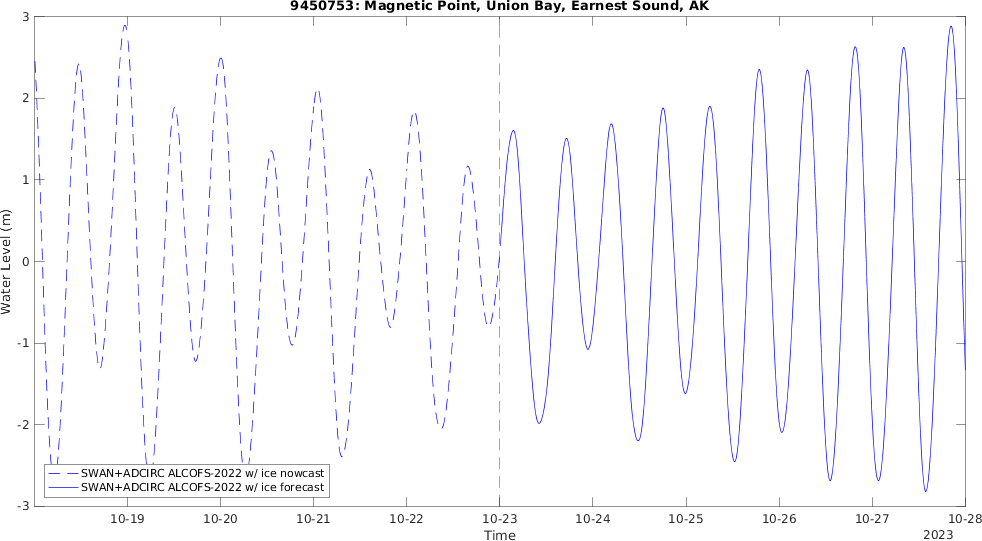 9450753: Magnetic Point, Union Bay, Earnest Sound, AK
3
2
1
0
-1
-2
-3
Water Level (m)
SWAN+ADCIRC ALCOFS-2022 w/ ice nowcast
SWAN+ADCIRC ALCOFS-2022 w/ ice forecast
10-19 10-20 10-21 10-22 10-23 10-24 10-25 10-26 10-27 10-28
Time
2023